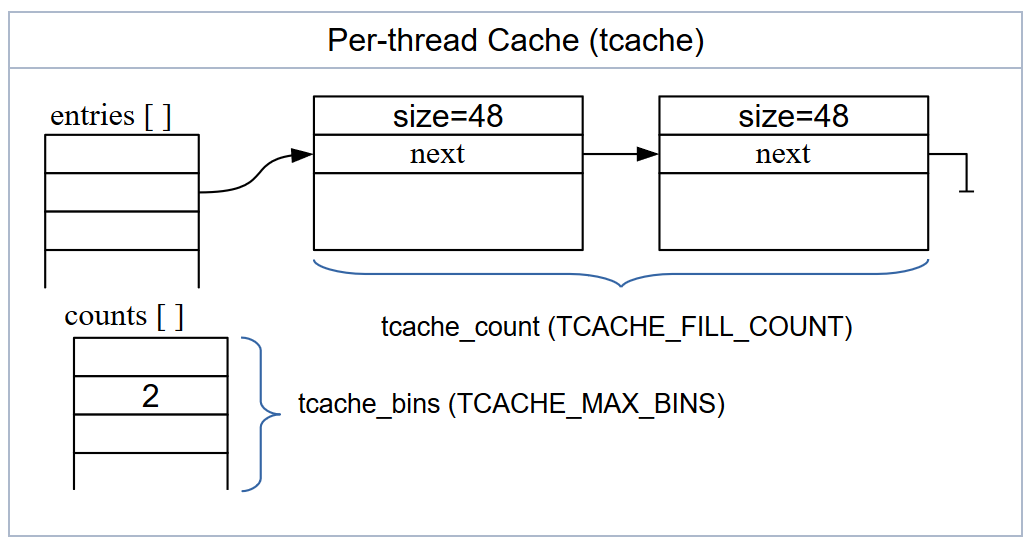 Per-thread Cache (tcache)
entries [ ]
size=48
size=48
next
next
counts [ ]
tcache_count (TCACHE_FILL_COUNT)
2
tcache_bins (TCACHE_MAX_BINS)